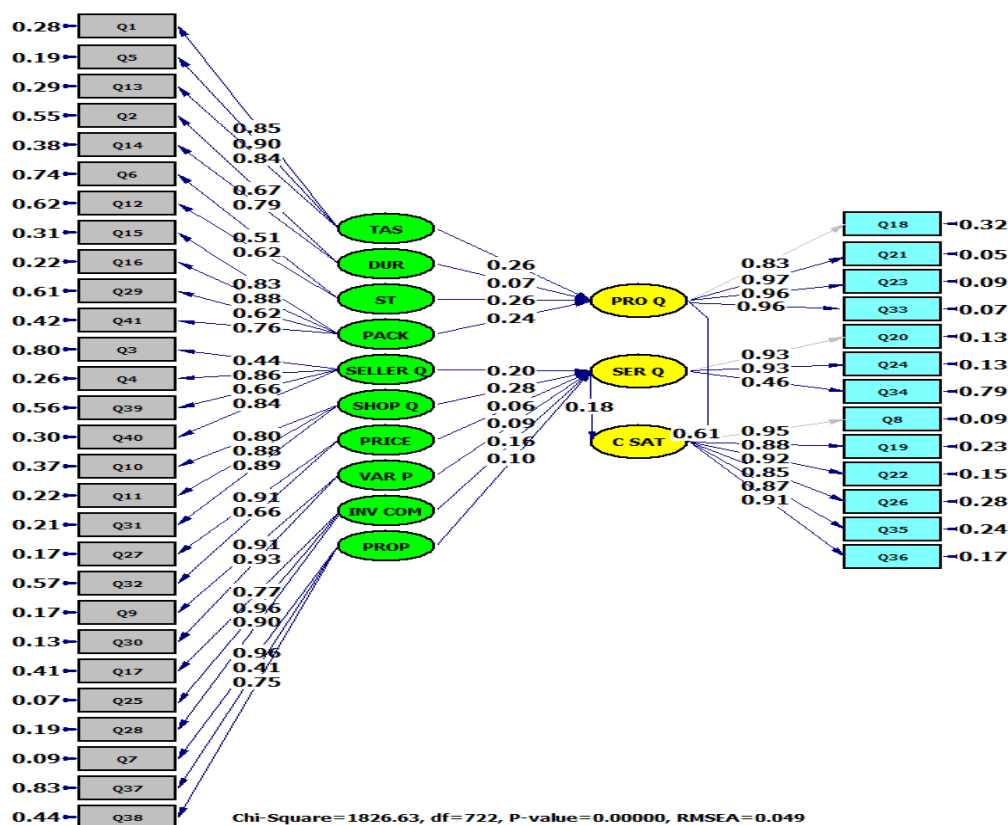 0.28 Q1
0.19 Q5
0.29 Q13
0.55 Q2
0.38 Q14
0.74 Q6
0.62 Q12
0.31 Q15
0.22 Q16
0.61 Q29
0.42 Q41
0.80 Q3
0.26 Q4
0.56 Q39
0.30 Q40
0.37 Q10
0.22 Q11
0.21 Q31
0.17 Q27
0.57 Q32
0.17 Q9
0.13 Q30
0.41 Q17
0.07 Q25
0.19 Q28
0.09 Q7
0.83 Q37
0.44 Q38
0.85
0.90
0.84
0.67
0.79
0.51
0.62
0.83
0.88
0.62
0.76
0.44
0.86
0.66
0.84
0.80
0.88
0.89
0.91
0.66
0.91
0.93
0.77
0.96
0.90
0.96
0.41
0.75
TAS
DUR
ST
PACK
SELLER Q
SHOP Q
PRICE
VAR P
INV COM
PROP
0.26
0.07
0.26
0.24
0.20
0.28
0.06
0.09
0.16
0.10
PRO Q
SER Q
C SAT
0.18
0.61
0.83
0.97
0.96
0.96
0.93
0.93
0.46
0.95
0.88
0.92
0.85
0.87
0.91
Q18 0.32
Q21 0.05
Q23 0.09
Q33 0.07
Q20 0.13
Q24 0.13
Q34 0.79
Q8 0.09
Q19 0.23
Q22 0.15
Q26 0.28
Q35 0.24
Q36 0.17
Chi-Square=1826.63, df=722, P-value=0.00000, RMSEA=0.049